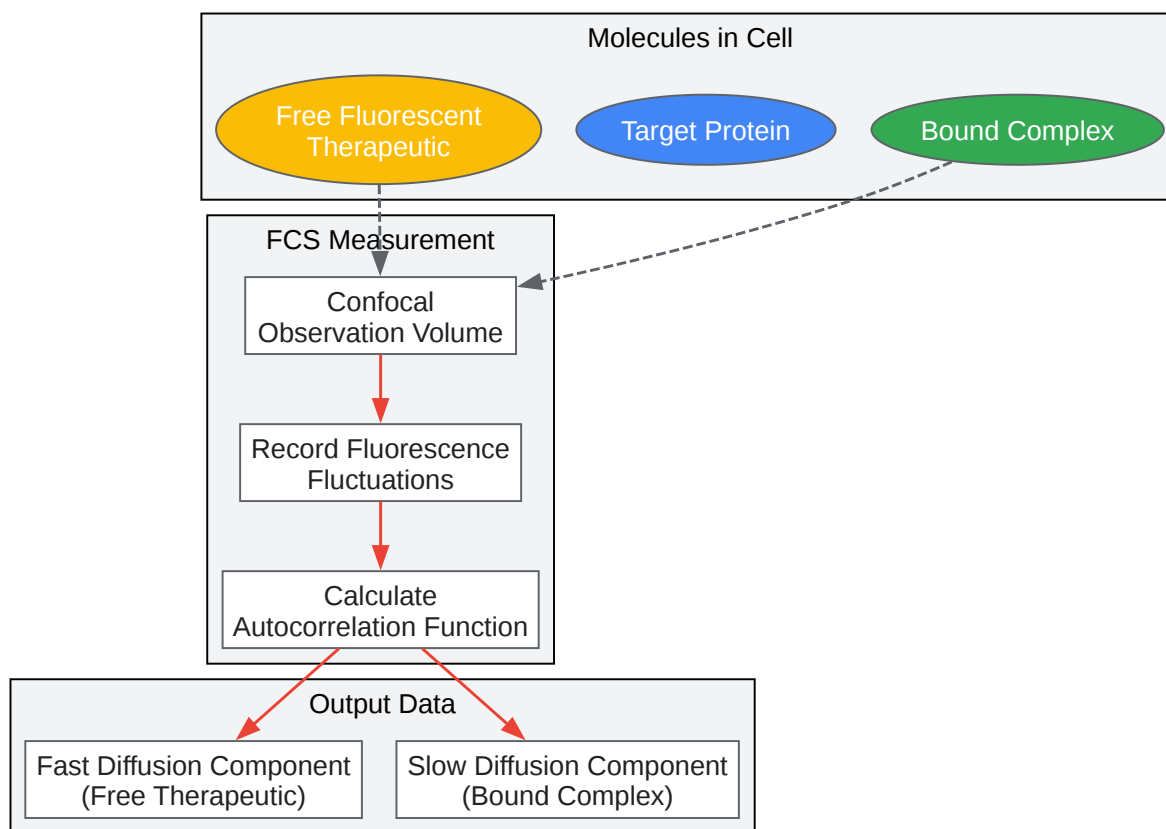 Molecules in Cell
Free Fluorescent
Therapeutic
Target Protein
Bound Complex
FCS Measurement
Confocal
Observation Volume
Record Fluorescence
Fluctuations
Calculate
Autocorrelation Function
Output Data
Fast Diffusion Component
(Free Therapeutic)
Slow Diffusion Component
(Bound Complex)